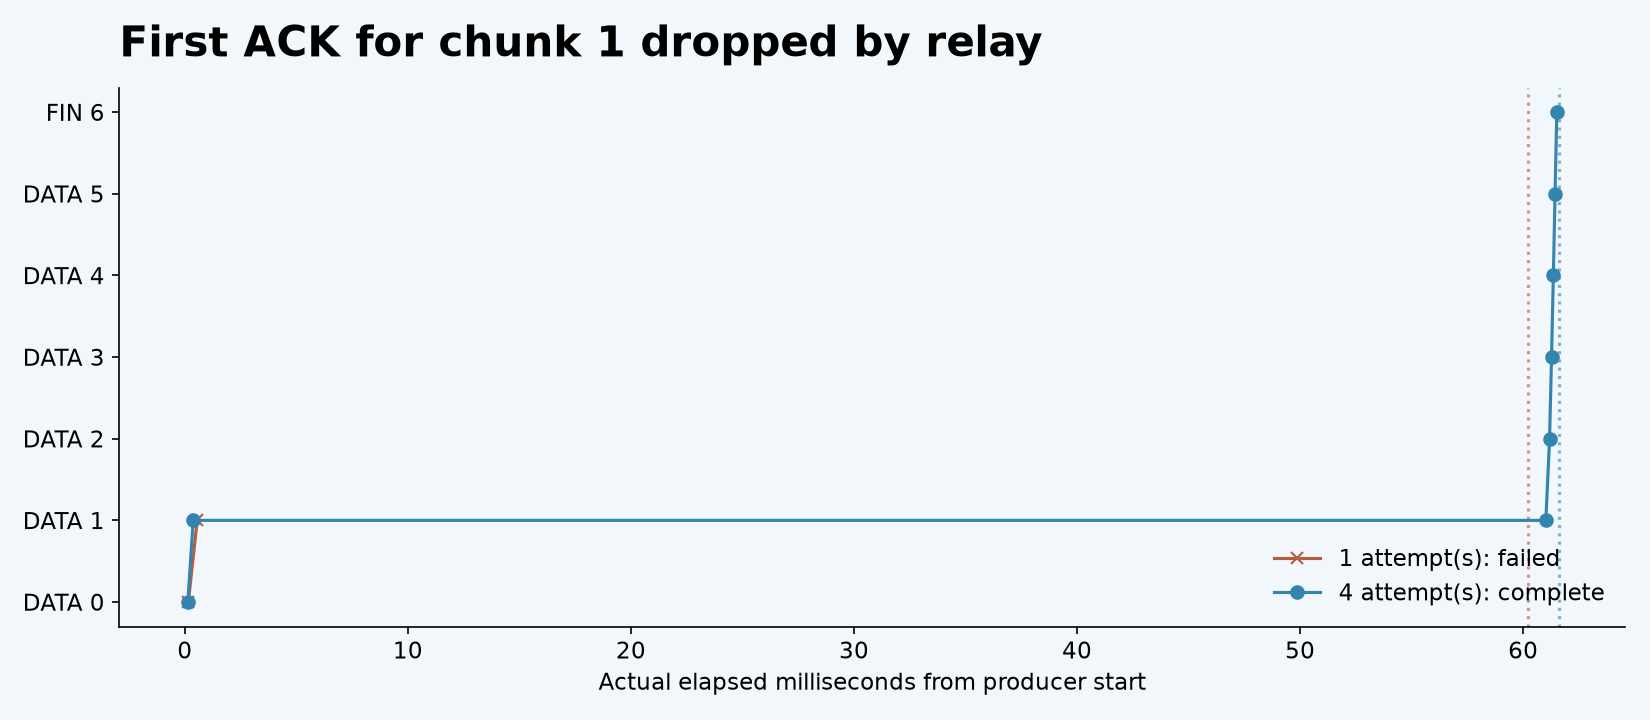 First ACK for chunk 1 dropped by relay
FIN 6
DATA 5
DATA 4
DATA 3
DATA 2
DATA 1
DATA 0
1 attempt(s): failed
4 attempt(s): complete
0 10 20 30 40 50 60
Actual elapsed milliseconds from producer start